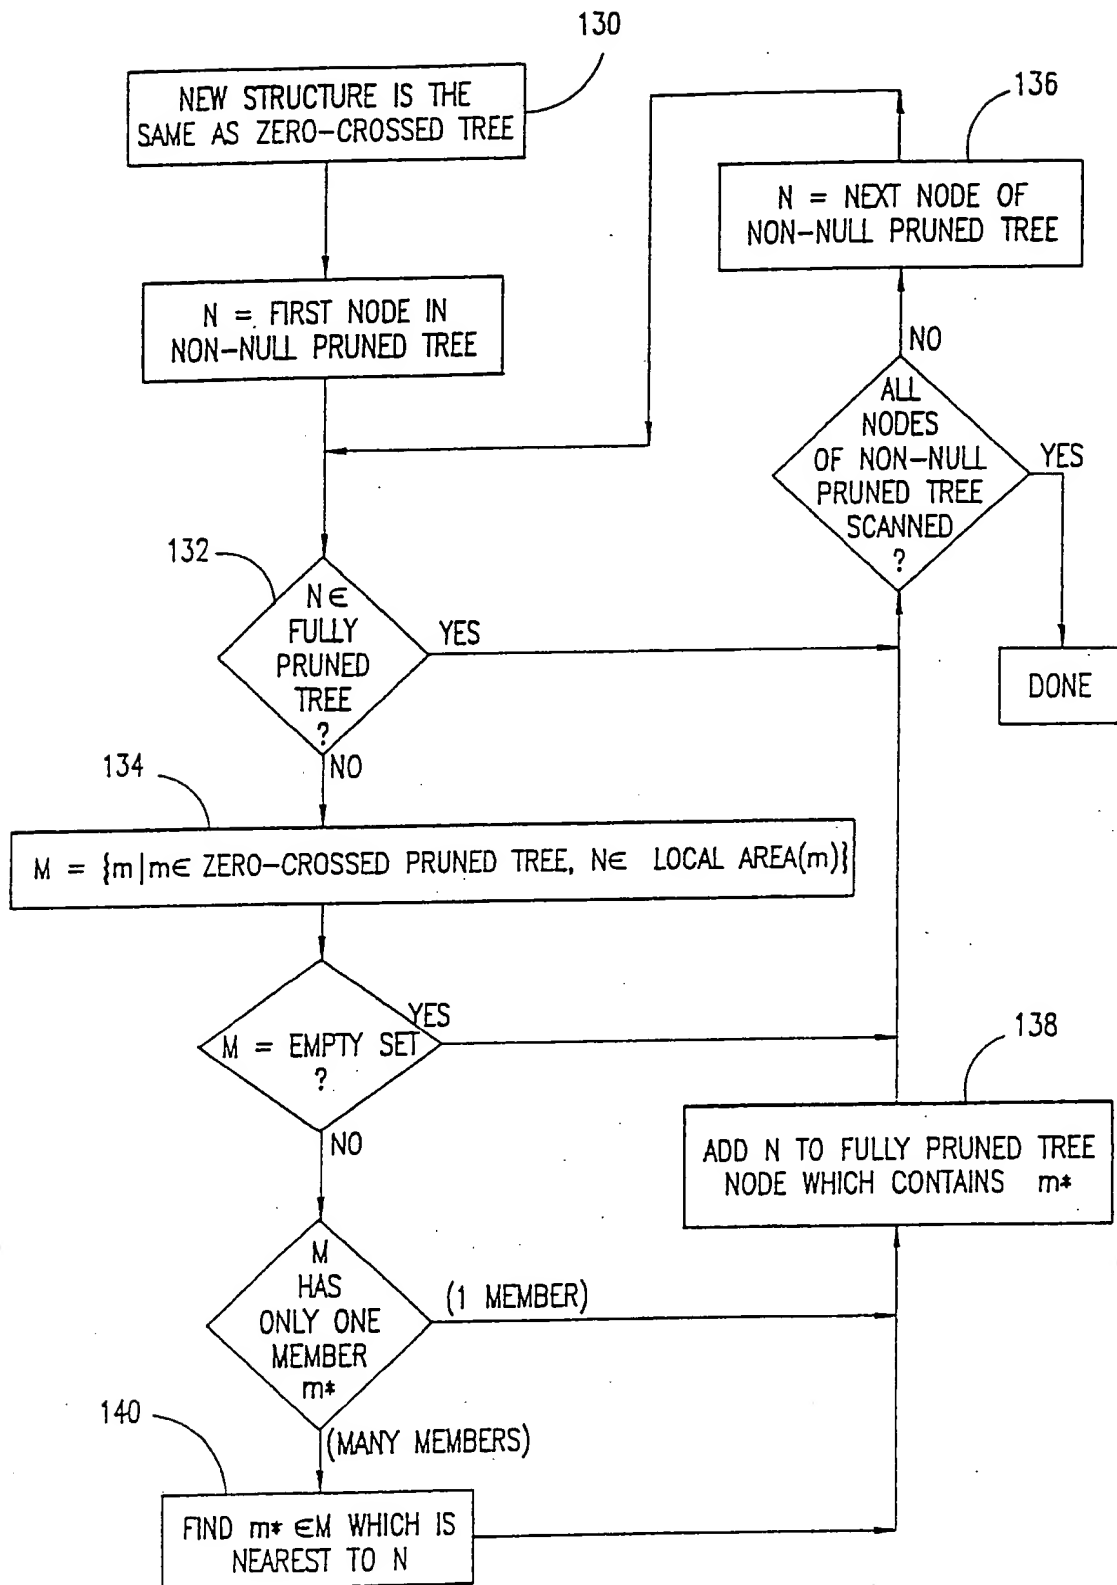 130
NEW STRUCTURE IS THE
SAME AS ZERO-CROSSED TREE
136
N = NEXT NODE OF
NON-NULL PRUNED TREE
N = FIRST NODE IN
NON-NULL PRUNED TREE
NO
ALL
NODES
OF NON-NULL
PRUNED TREE
SCANNED
?
YES
DONE
132
N∈
FULLY
PRUNED
TREE
?
YES
NO
134
M = {m|m∈ ZERO-CROSSED PRUNED TREE, N∈ LOCAL AREA(m)}
YES
M = EMPTY SET
?
NO
138
ADD N TO FULLY PRUNED TREE
NODE WHICH CONTAINS m*
M
HAS
ONLY ONE
MEMBER
m*
(1 MEMBER)
(MANY MEMBERS)
140
FIND m* ∈M WHICH IS
NEAREST TO N